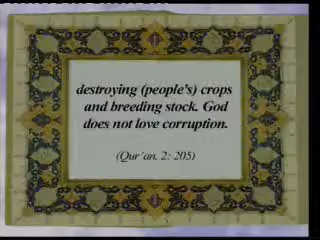 destroying (people's) crops
and breeding stock. God
does not love corruption.
(Qur'an, 2: 205)